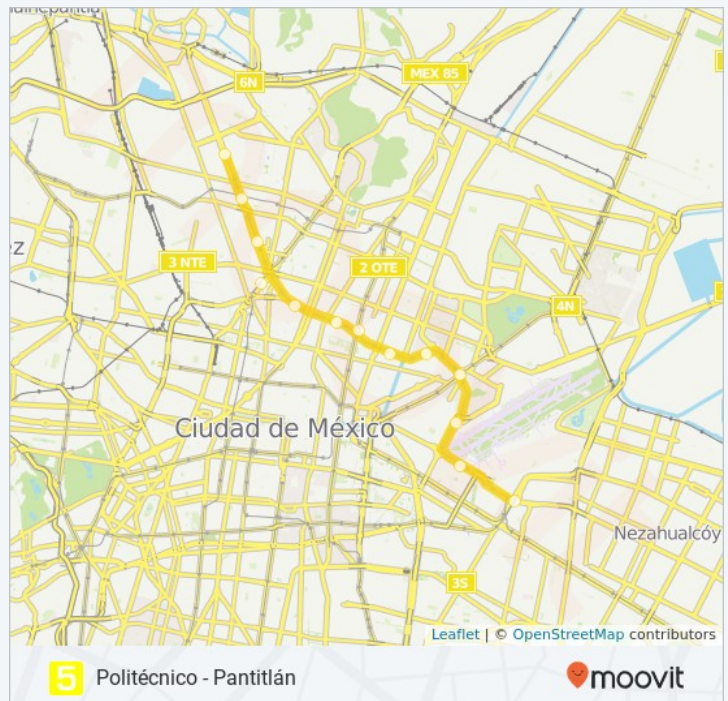 6N
MEX 85
3 NTE
2 OTE
4N
Ciudad de México
Nezahualcóy
3S
Leaflet | © OpenStreetMap contributors
5 Politécnico - Pantitlán
moovit